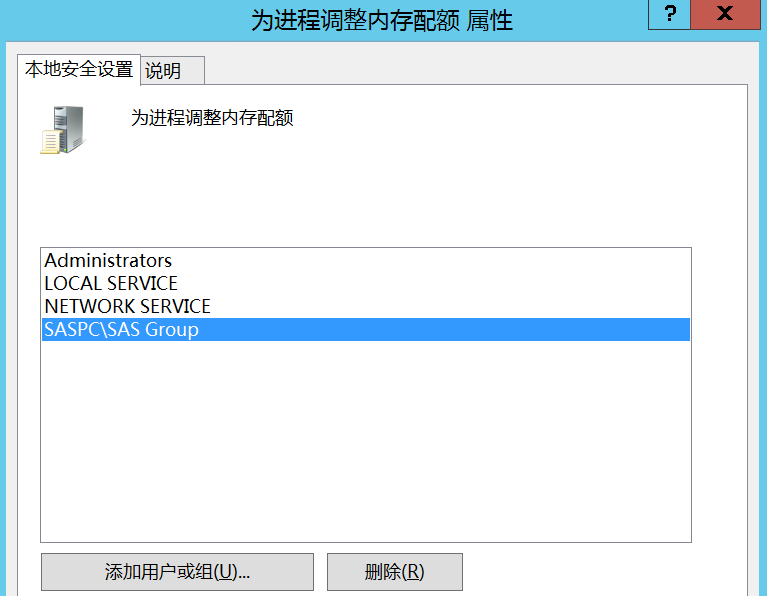 为进程调整内存配额 属性
? X
本地安全设置 说明
为进程调整内存配额
Administrators
LOCAL SERVICE
NETWORK SERVICE
SASPC\SAS Group
添加用户或组(U)... 删除(R)